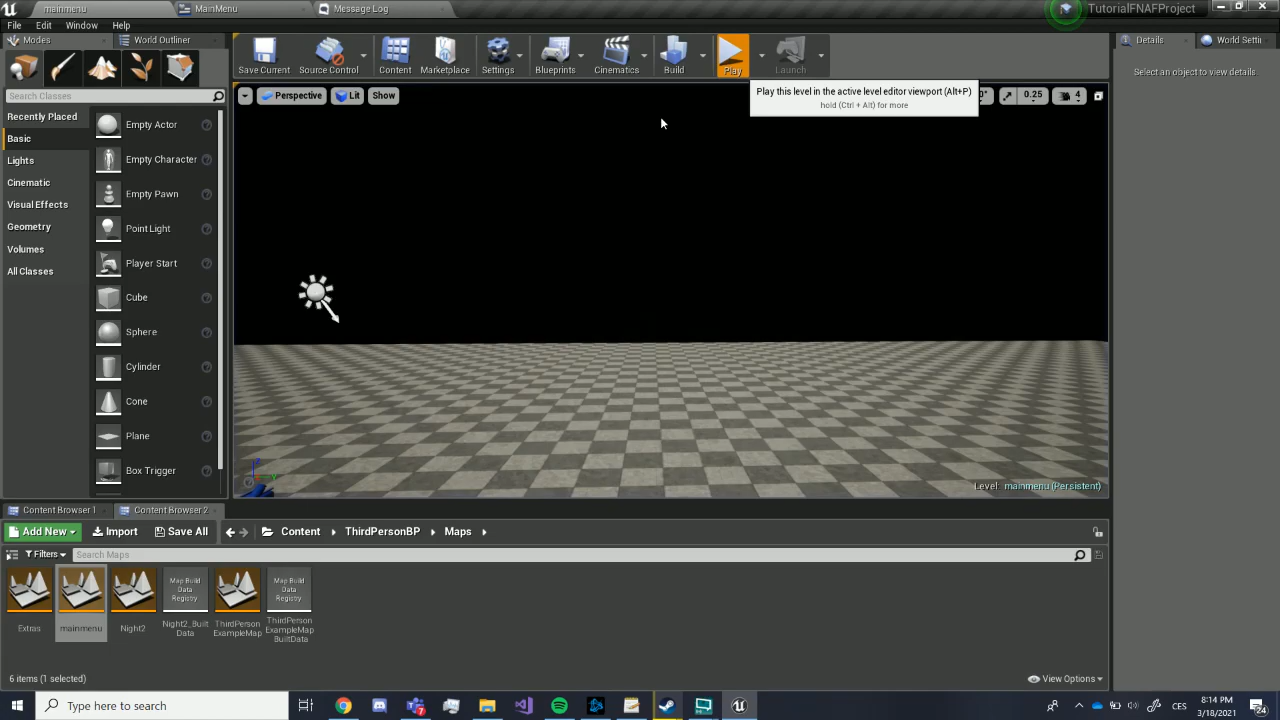 mainmenu
MainMenu
Message Log
TutorialFNAFProject
File Edit Window Help
Modes
World Outliner
Search Classes
Recently Placed
Basic
Lights
Cinematic
Visual Effects
Geometry
Volumes
All Classes
Empty Actor
Empty Character
Empty Pawn
Point Light
Player Start
Cube
Sphere
Cylinder
Cone
Plane
Box Trigger
Save Current
Source Control
Content
Marketplace
Settings
Blueprints
Cinematics
Build
Play
Launch
Perspective
Lit
Show
Play this level in the active level editor viewport (Alt+P)
hold (Ctrl + Alt) for more
0.25
4
Level: mainmenu (Persistent)
Details
World Setti
Select an object to view details
Content Browser 1
Content Browser 2
Add New
Import
Save All
Content
ThirdPersonBP
Maps
Filters
Search Maps
Extras
mainmenu
Night2
Map Build
Data
Registry
Night2_Built
Data
ThirdPerson
ExampleMap
Map Build
Data
Registry
ThirdPerson
ExampleMap
BuiltData
6 items (1 selected)
View Options
Type here to search
7
CES
8:14 PM
3/18/2021
24